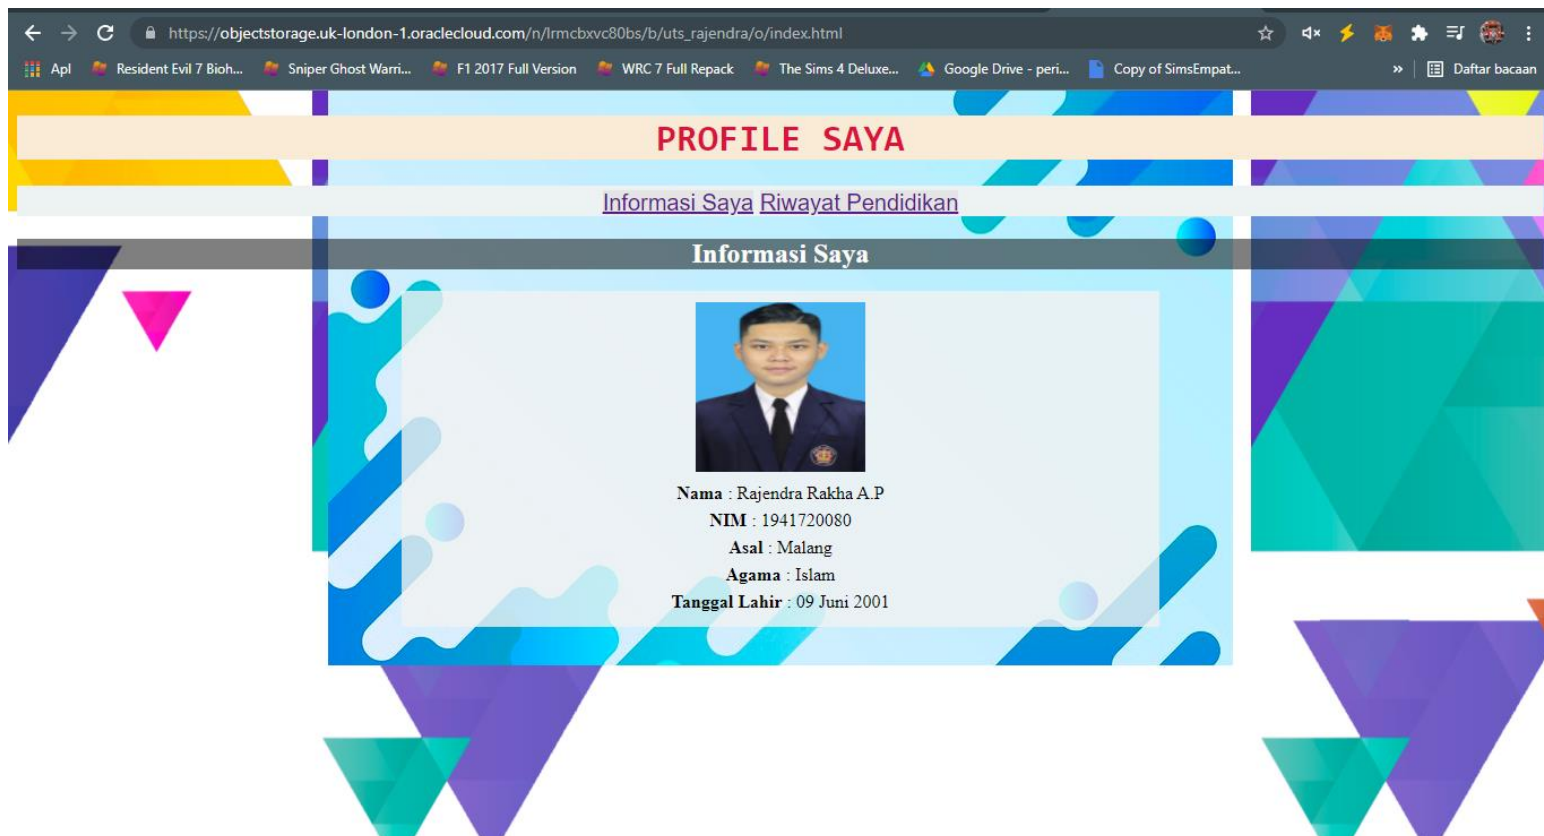 https://objectstorage.uk-london-1.oraclecloud.com/n/lrmcbxvc80bs/b/uts_rajendra/o/index.html
Apl Resident Evil 7 Bioh... Sniper Ghost Warri... F1 2017 Full Version WRC 7 Full Repack The Sims 4 Deluxe... Google Drive - peri... Copy of SimsEmpat... » Daftar bacaan
PROFILE SAYA
Informasi Saya Riwayat Pendidikan
Informasi Saya
Nama : Rajendra Rakha A.P
NIM : 1941720080
Asal : Malang
Agama : Islam
Tanggal Lahir : 09 Juni 2001